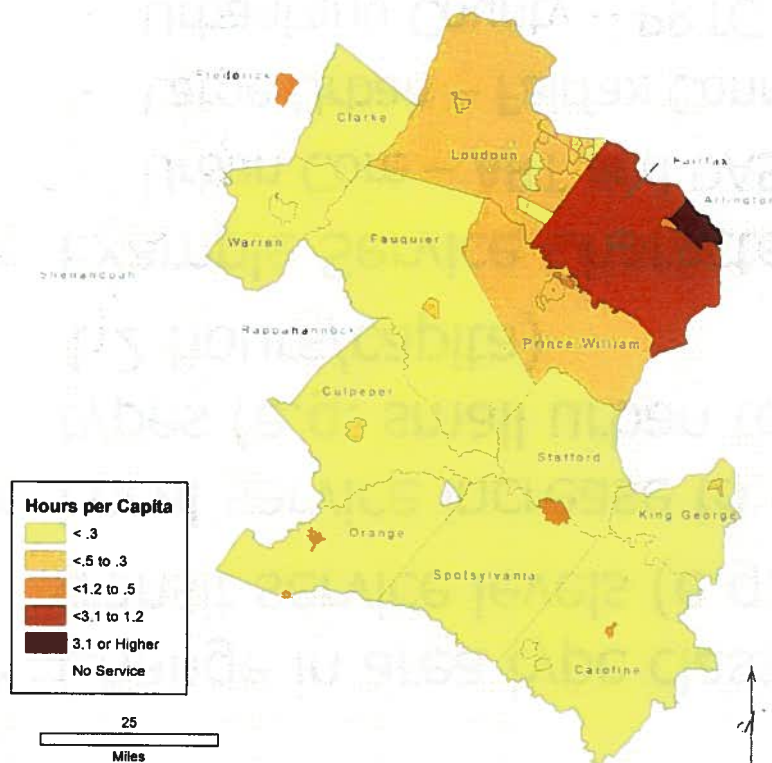 Frederick
Clarke
Loudoun
Fairfax
Arlington
Warren
Fauquier
Shenandoah
Rappahannock
Prince William
Culpeper
Stafford
King George
Orange
Spotsylvania
Caroline
Hours per Capita
< .3
<.5 to .3
<1.2 to .5
<3.1 to 1.2
3.1 or Higher
No Service
25
Miles